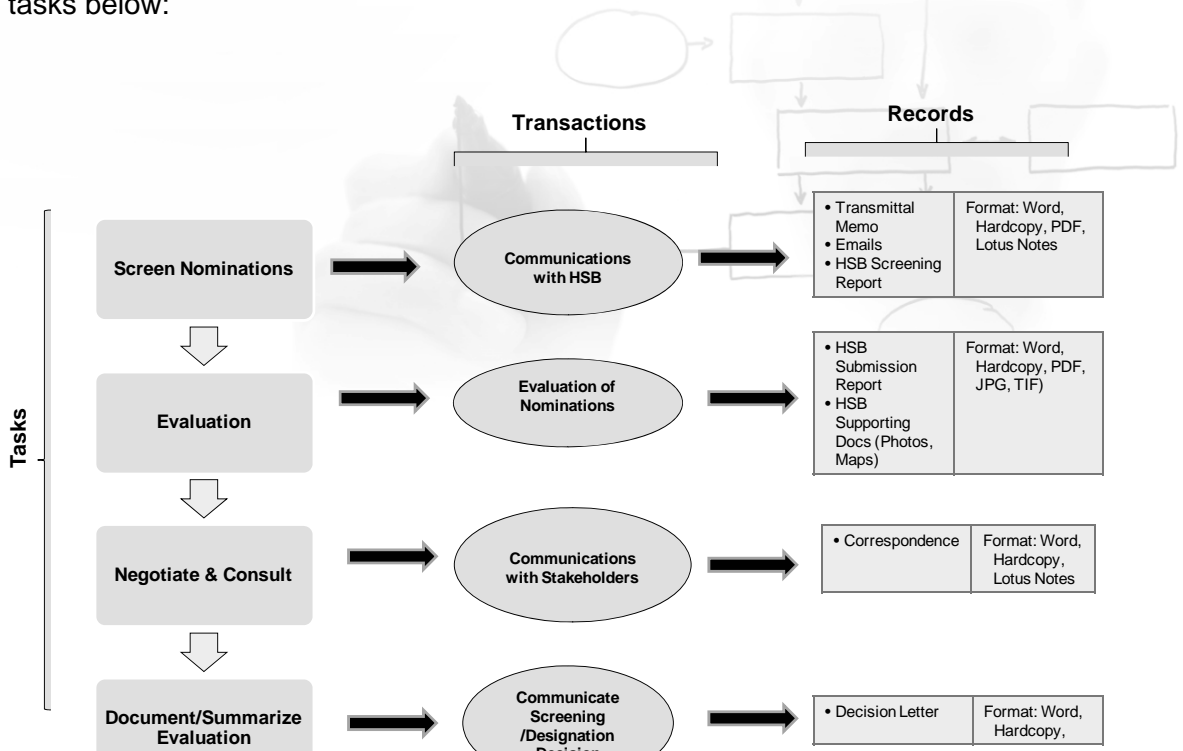 tasks below:
Transactions
Records
Tasks
Screen Nominations
Communications
with HSB
• Transmittal
Memo
• Emails
• HSB Screening
Report
Format: Word,
Hardcopy, PDF,
Lotus Notes
Evaluation
Evaluation of
Nominations
• HSB
Submission
Report
• HSB
Supporting
Docs (Photos,
Maps)
Format: Word,
Hardcopy, PDF,
JPG, TIF)
Negotiate & Consult
Communications
with Stakeholders
• Correspondence
Format: Word,
Hardcopy,
Lotus Notes
Document/Summarize
Evaluation
Communicate
Screening
/Designation
Decision
• Decision Letter
Format: Word,
Hardcopy,